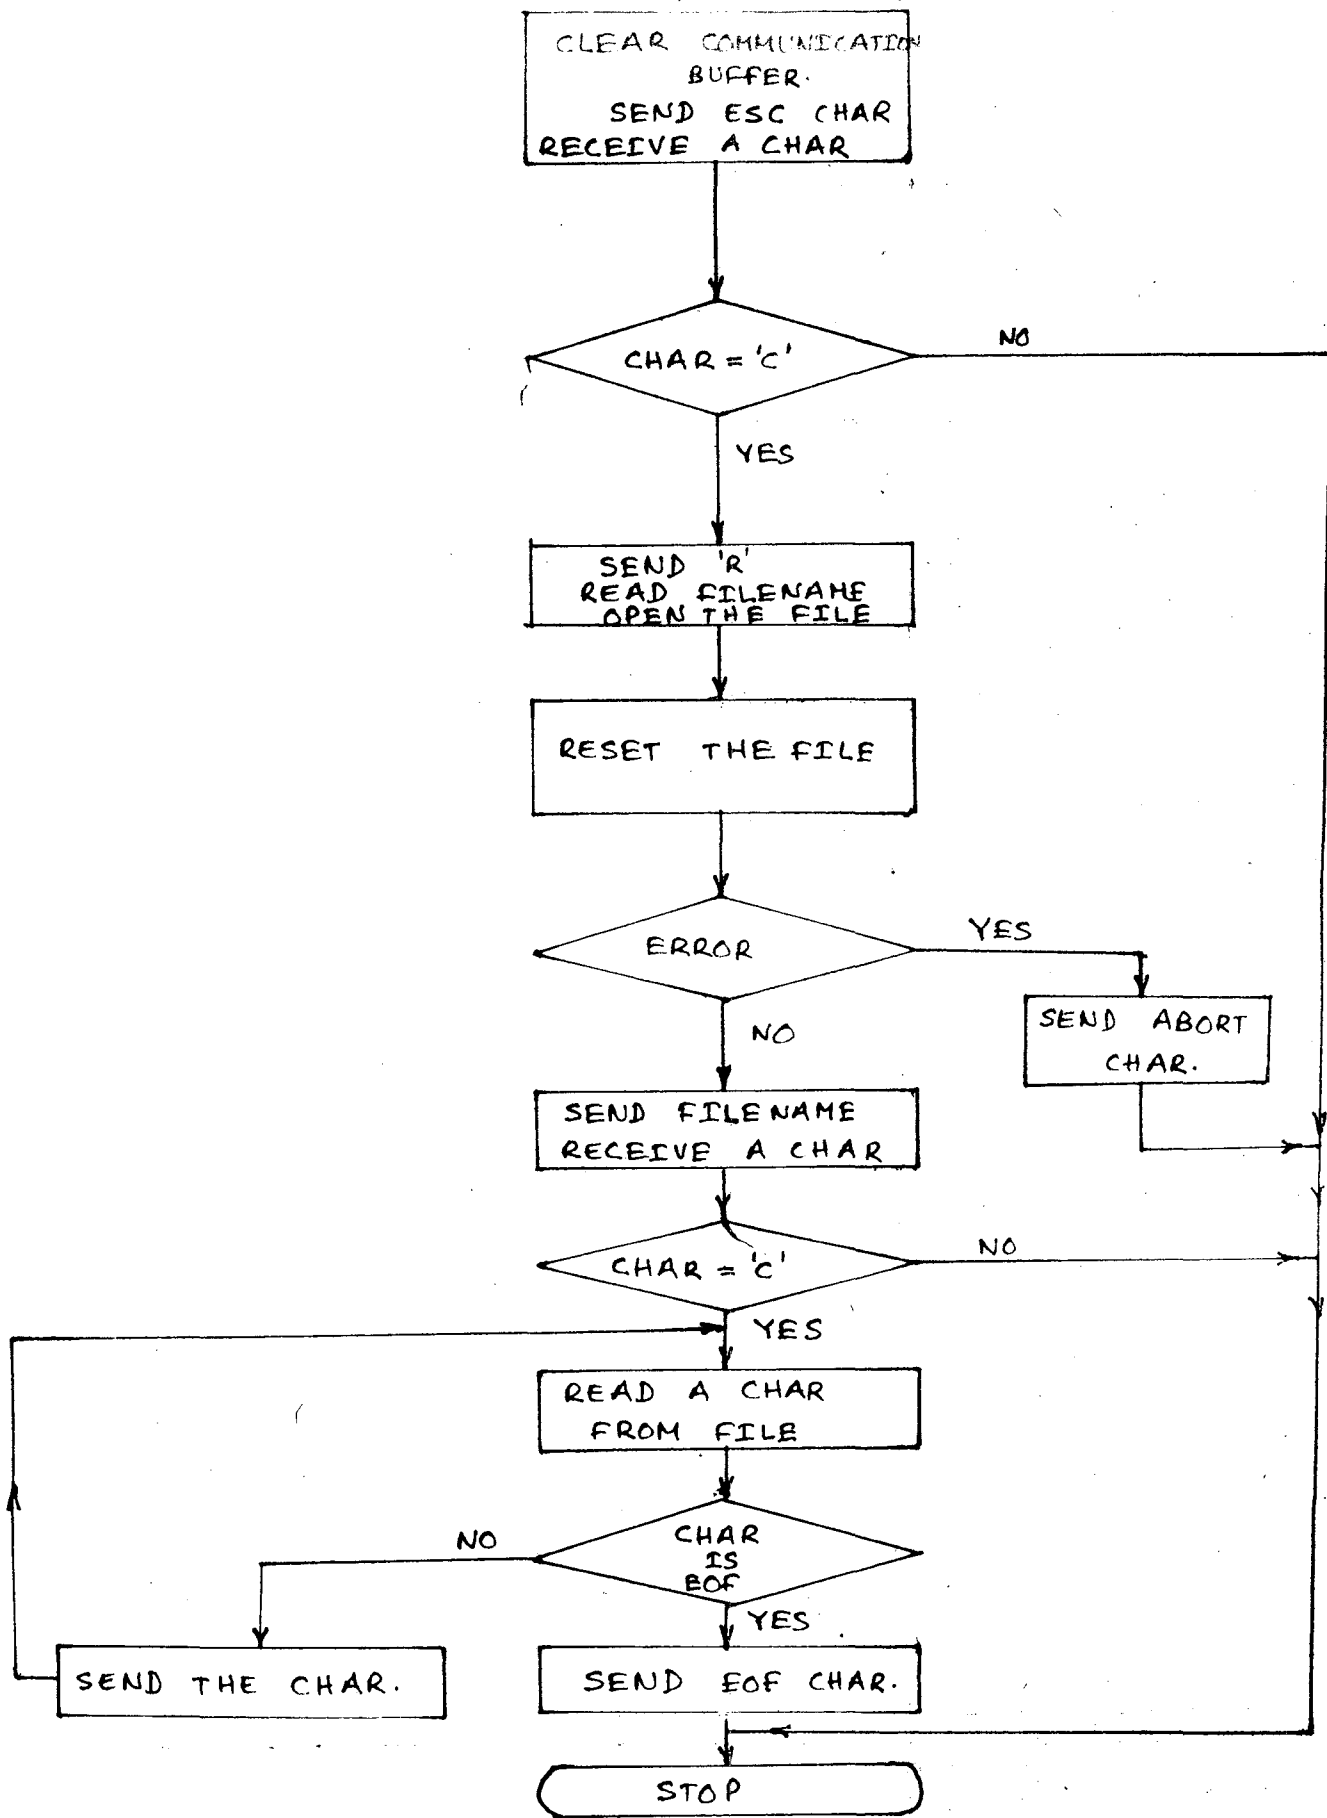 CLEAR COMMUNICATION
BUFFER.
SEND ESC CHAR
RECEIVE A CHAR
CHAR = 'C'
NO
YES
SEND 'R'
READ FILENAME
OPEN THE FILE
RESET THE FILE
ERROR
YES
NO
SEND ABORT
CHAR.
SEND FILENAME
RECEIVE A CHAR
CHAR = 'C'
NO
YES
READ A CHAR
FROM FILE
CHAR
IS
EOF
NO
YES
SEND THE CHAR.
SEND EOF CHAR.
STOP